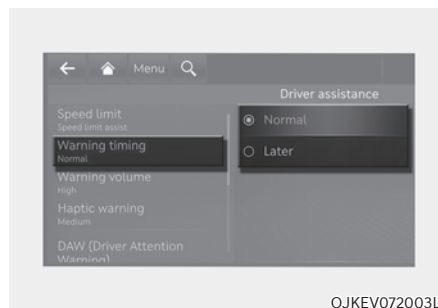 Menu
Driver assistance
Speed limit
Speed limit assist
Normal
Warning timing
Normal
Later
Warning volume
High
Haptic warning
Medium
DAW (Driver Attention
Warning)
OJKEV072003L